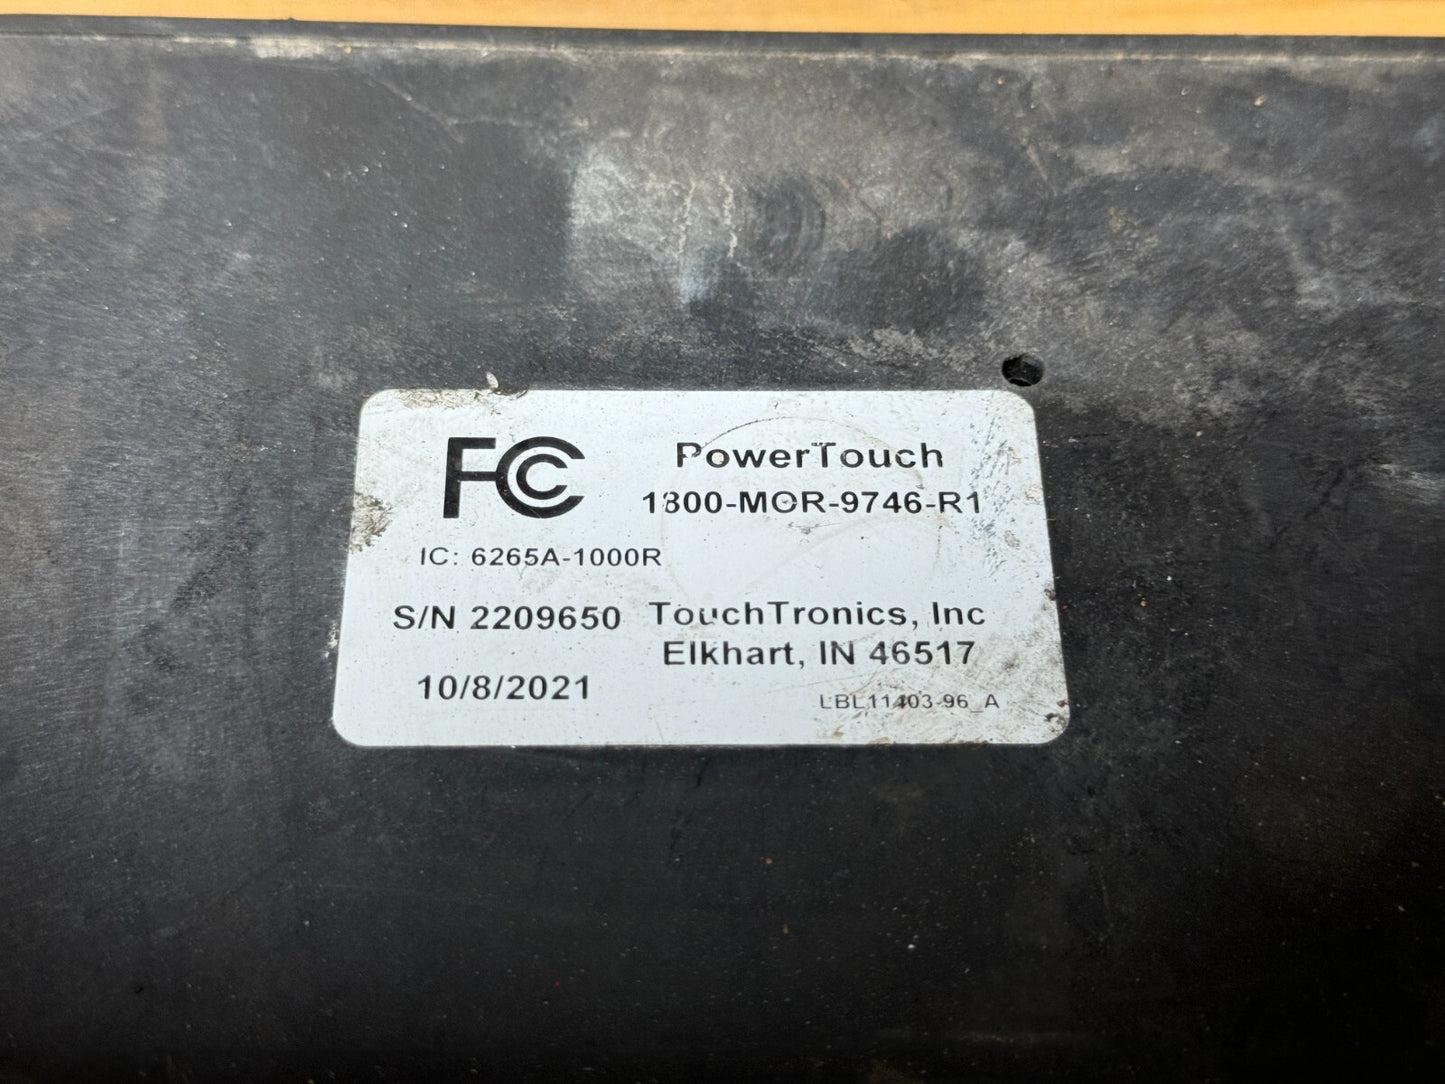 FC
PowerTouch
1800-MOR-9746-R1
IC: 6265A-1000R
S/N 2209650
TouchTronics, Inc
Elkhart, IN 46517
10/8/2021
LBL11403-96_A